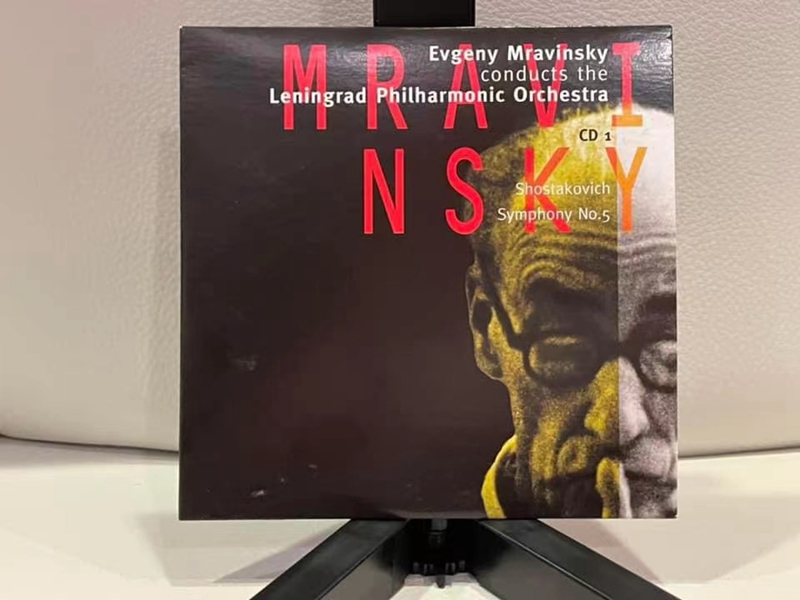 Evgeny Mravinsky
conducts the
Leningrad Philharmonic Orchestra
MRAVI
CD 1
NSKY
Shostakovich
Symphony No.5